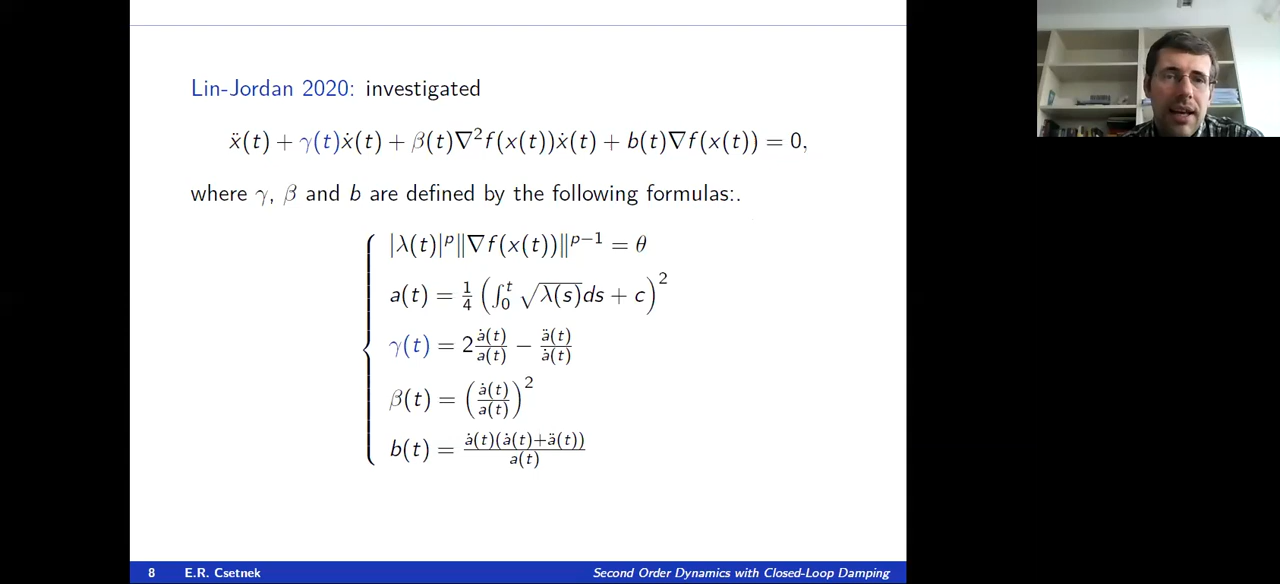 Lin-Jordan 2020: investigated
ẍ(t) + γ(t)ẋ(t) + β(t)∇²f(x(t))ẋ(t) + b(t)∇f(x(t)) = 0,
where γ, β and b are defined by the following formulas:.
|λ(t)|^p‖∇f(x(t))‖^{p−1} = θ
a(t) = 1/4 (∫₀ᵗ √λ(s)ds + c)²
γ(t) = 2 ȧ(t)/a(t) − ä(t)/ȧ(t)
β(t) = (ȧ(t)/a(t))²
b(t) = ȧ(t)(ȧ(t)+ä(t))/a(t)
8 E.R. Csetnek Second Order Dynamics with Closed-Loop Damping